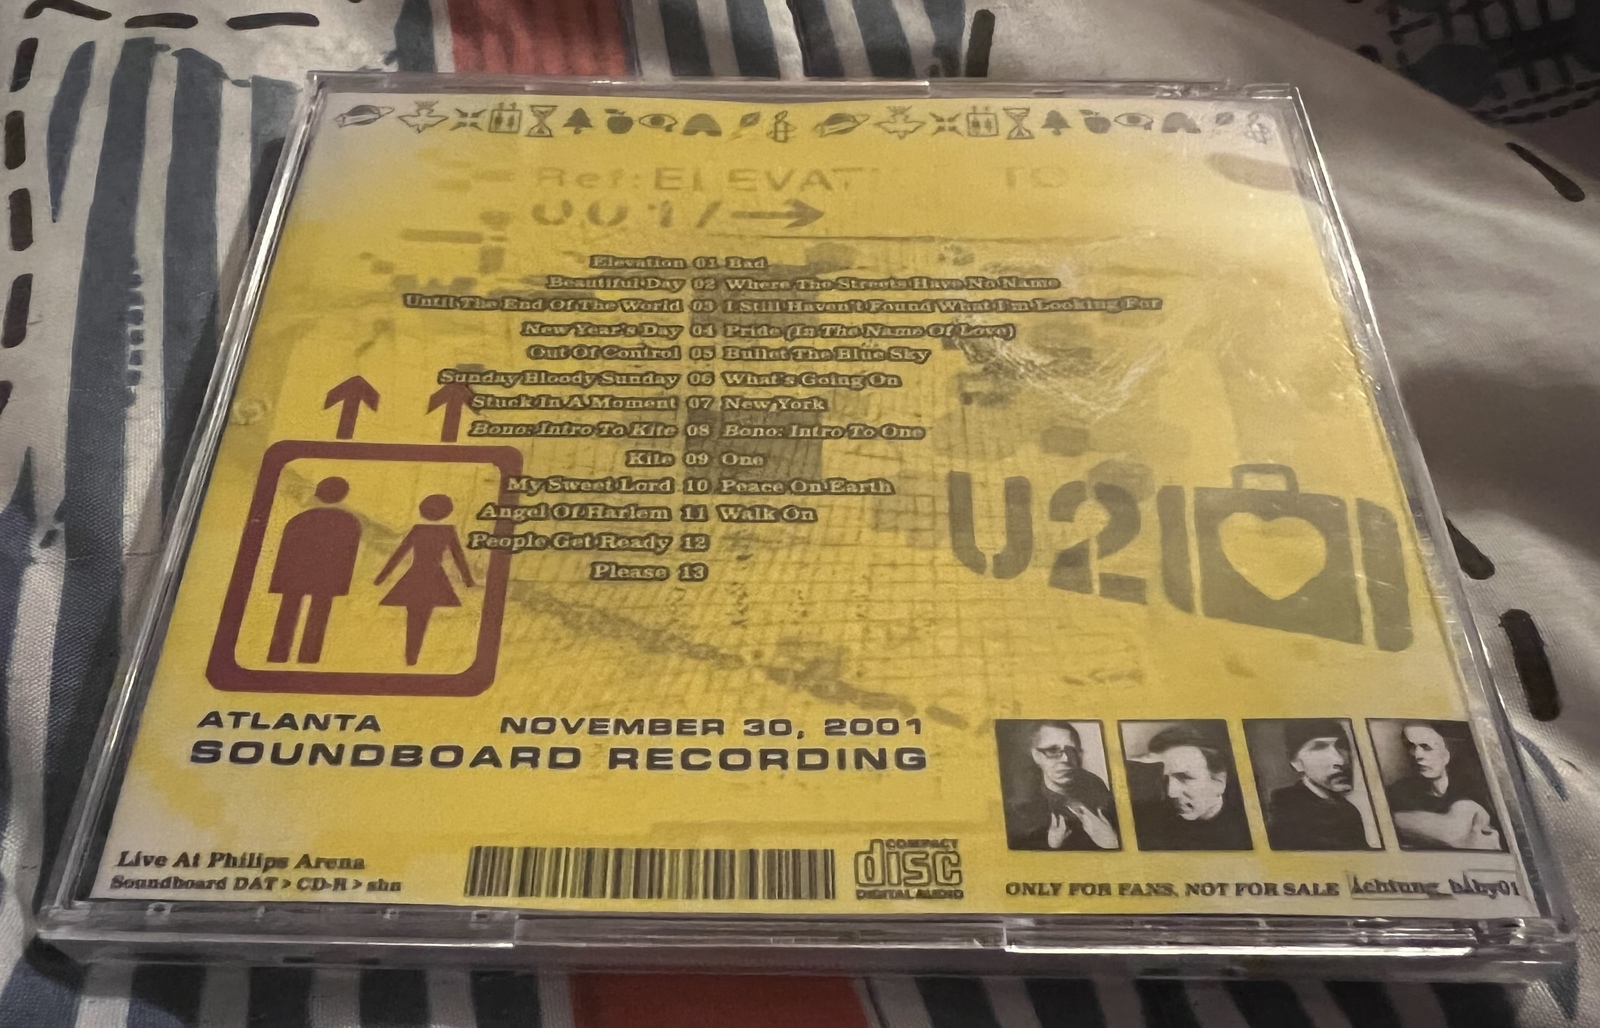 Ref: ELEVAT TO
001/→
Elevation 01 Bad
Beautiful Day 02 Where The Streets Have No Name
Until The End Of The World 03 I Still Haven't Found What I'm Looking For
New Year's Day 04 Pride (In The Name Of Love)
Out Of Control 05 Bullet The Blue Sky
Sunday Bloody Sunday 06 What's Going On
Stuck In A Moment 07 New York
Bono: Intro To Kite 08 Bono: Intro To One
Kite 09 One
My Sweet Lord 10 Peace On Earth
Angel Of Harlem 11 Walk On
People Get Ready 12
Please 13
U2
ATLANTA NOVEMBER 30, 2001
SOUNDBOARD RECORDING
Live At Philips Arena
Soundboard DAT > CD-R > shn
COMPACT
disc
DIGITAL AUDIO
ONLY FOR FANS, NOT FOR SALE Achtung_bAby01